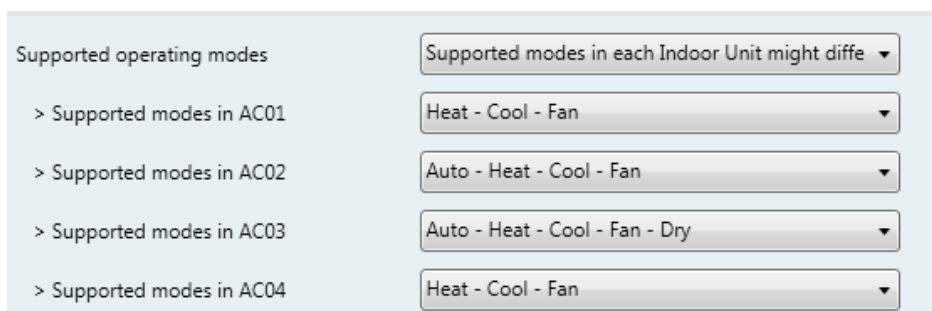 Supported operating modes Supported modes in each Indoor Unit might diffe
> Supported modes in AC01 Heat - Cool - Fan
> Supported modes in AC02 Auto - Heat - Cool - Fan
> Supported modes in AC03 Auto - Heat - Cool - Fan - Dry
> Supported modes in AC04 Heat - Cool - Fan